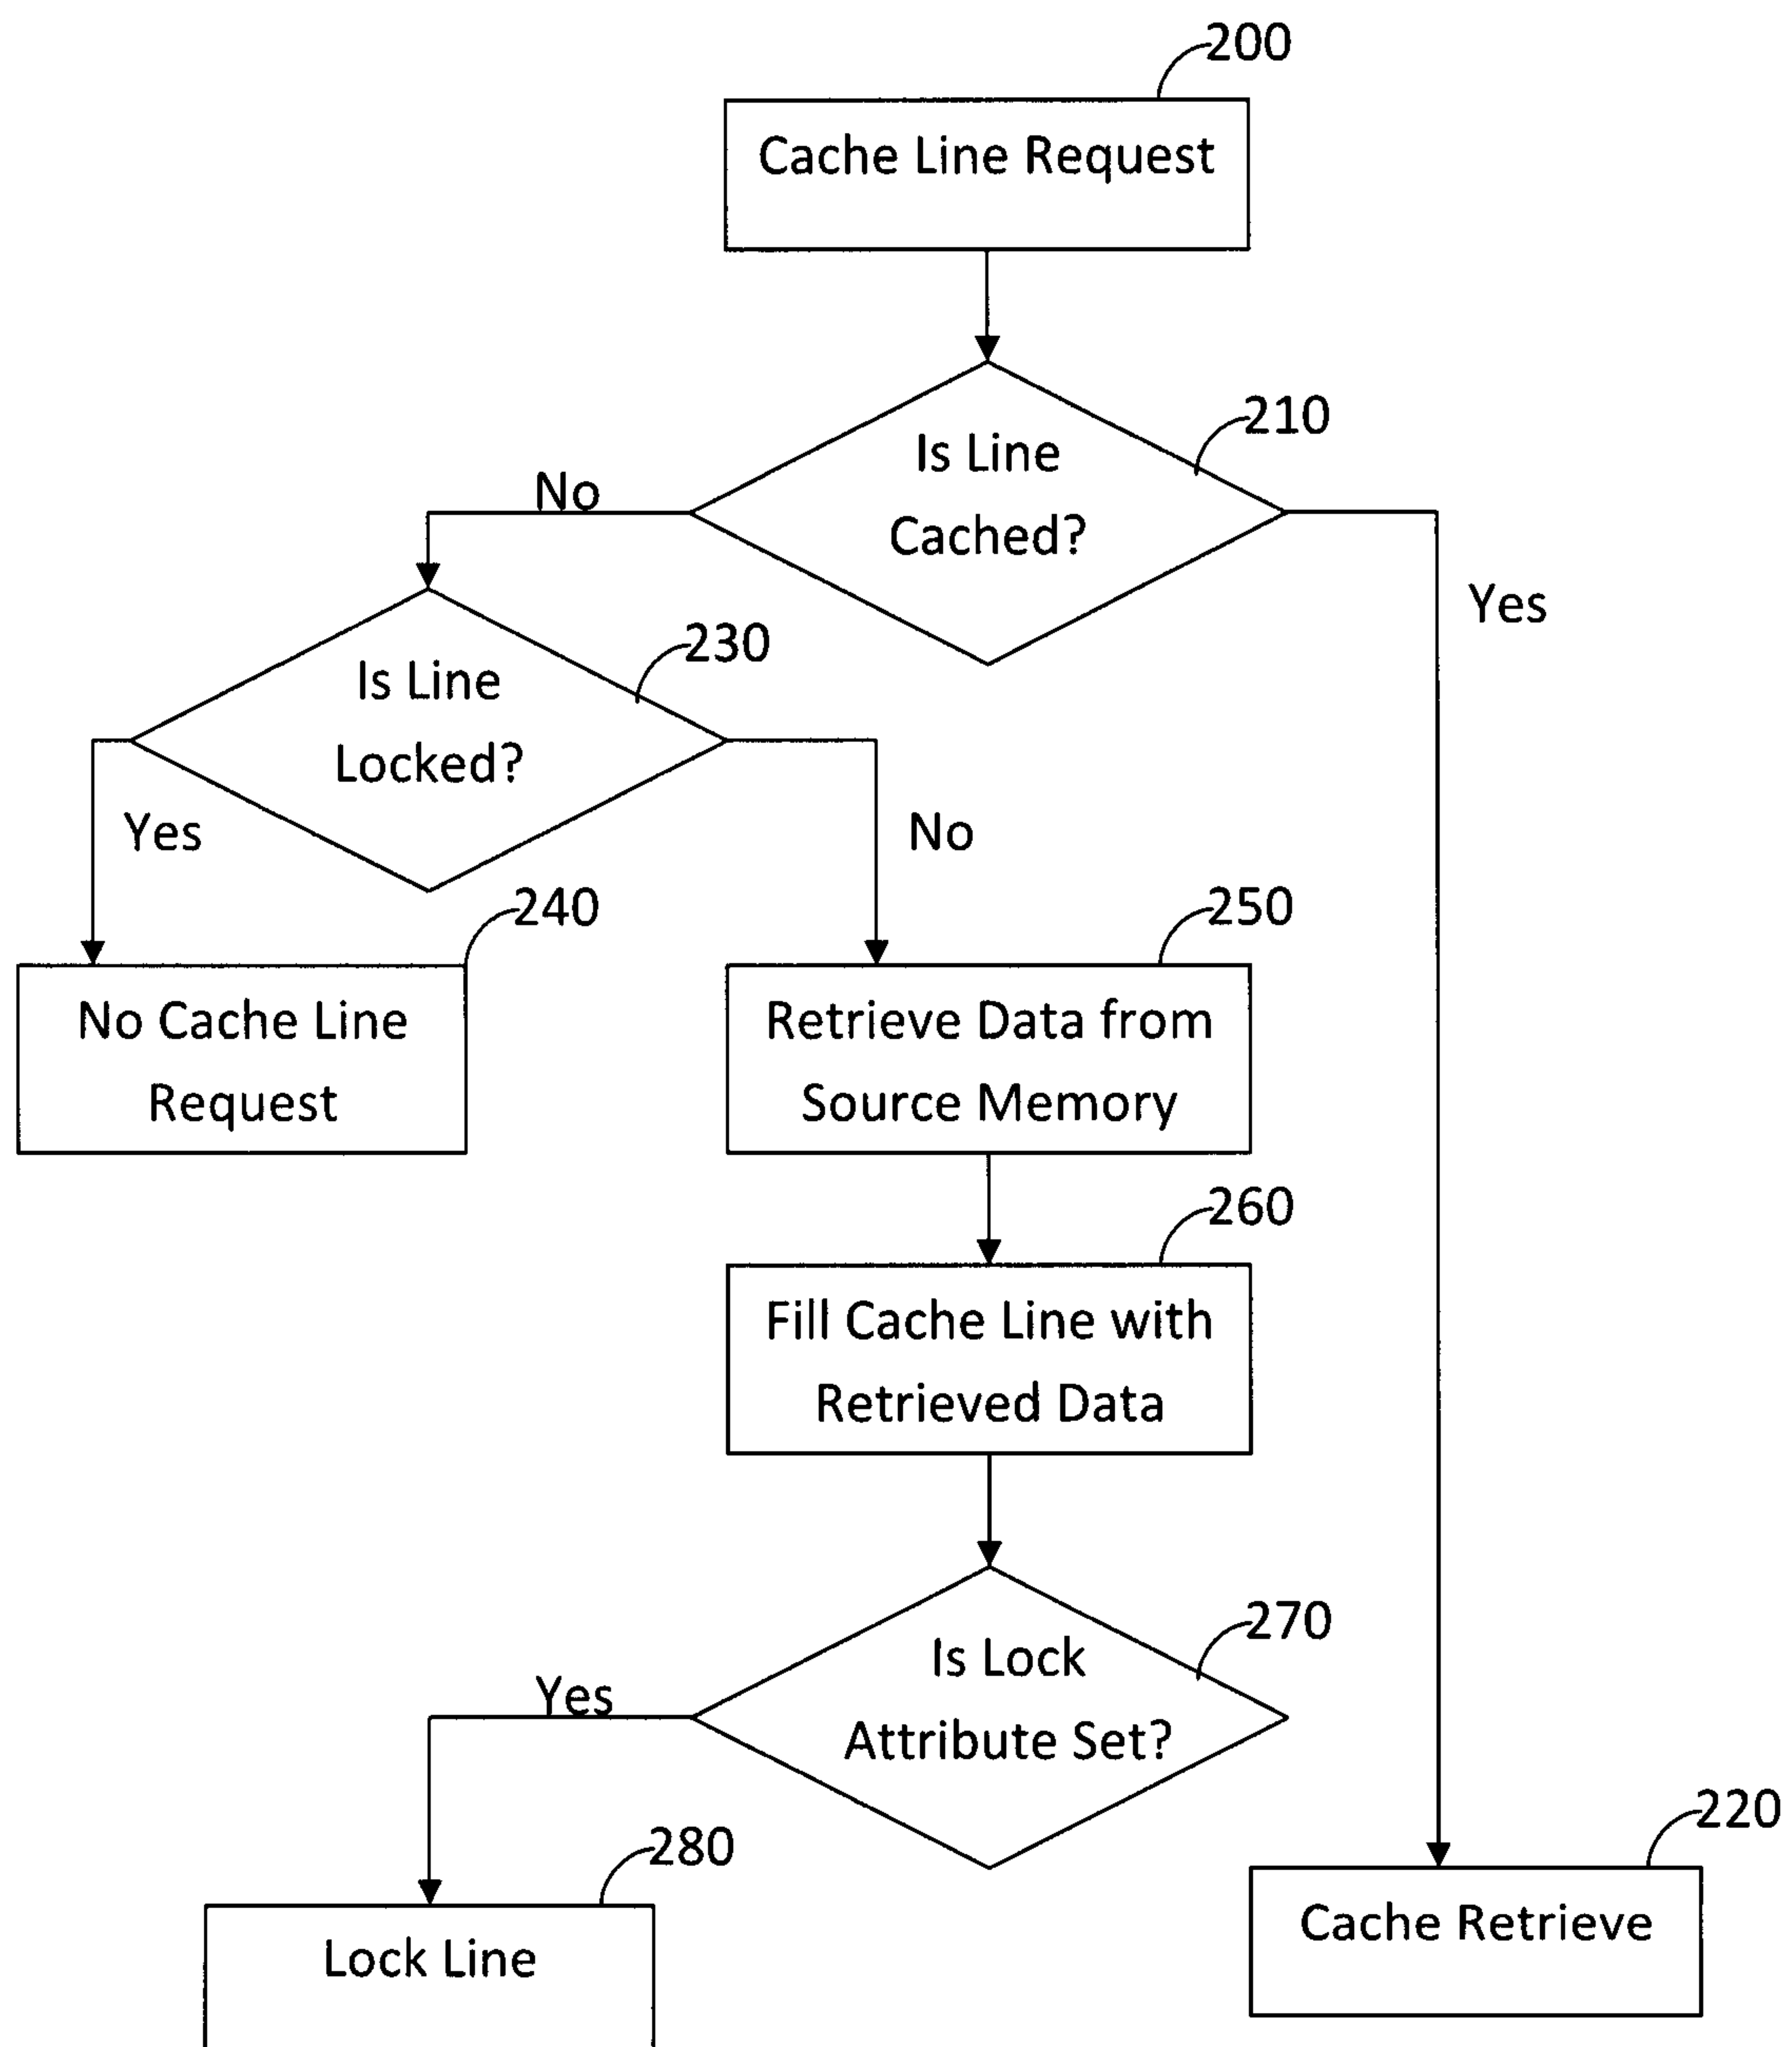 200
Cache Line Request
210
Is Line
Cached?
No
Yes
230
Is Line
Locked?
Yes
No
240
No Cache Line
Request
250
Retrieve Data from
Source Memory
260
Fill Cache Line with
Retrieved Data
270
Is Lock
Attribute Set?
Yes
280
Lock Line
220
Cache Retrieve